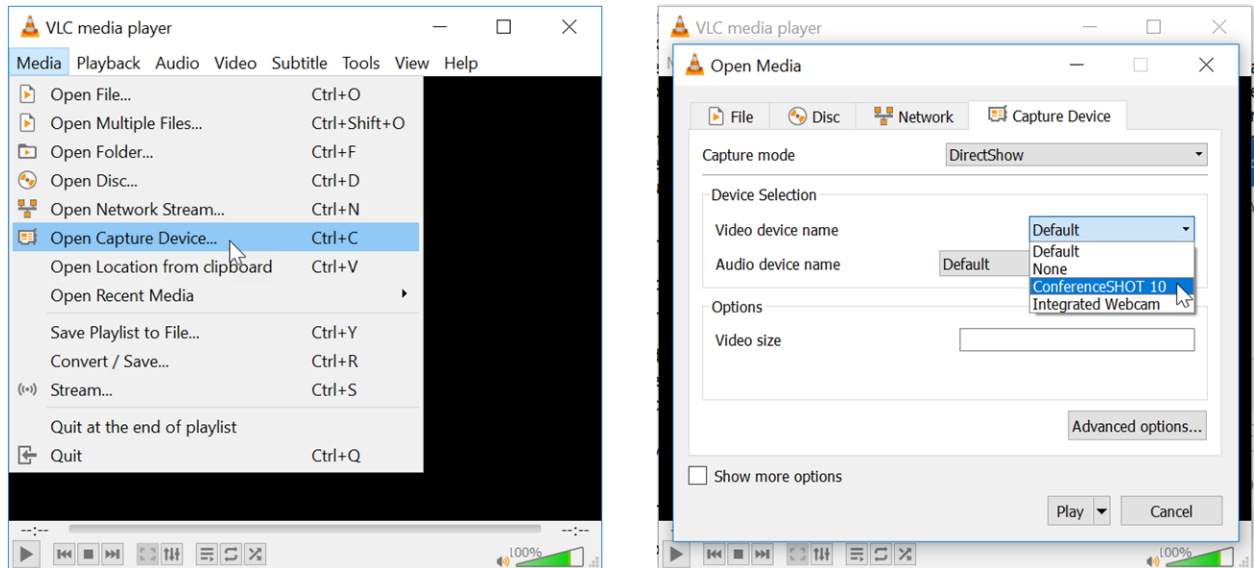 VLC media player
Media Playback Audio Video Subtitle Tools View Help
Open File... Ctrl+O
Open Multiple Files... Ctrl+Shift+O
Open Folder... Ctrl+F
Open Disc... Ctrl+D
Open Network Stream... Ctrl+N
Open Capture Device... Ctrl+C
Open Location from clipboard Ctrl+V
Open Recent Media
Save Playlist to File... Ctrl+Y
Convert / Save... Ctrl+R
Stream... Ctrl+S
Quit at the end of playlist
Quit Ctrl+Q
--:-- --:--
100%
VLC media player
Open Media
File Disc Network Capture Device
Capture mode DirectShow
Device Selection
Video device name Default
Default
None
ConferenceSHOT 10
Integrated Webcam
Audio device name Default
Options
Video size
Advanced options...
Show more options
Play Cancel
100%